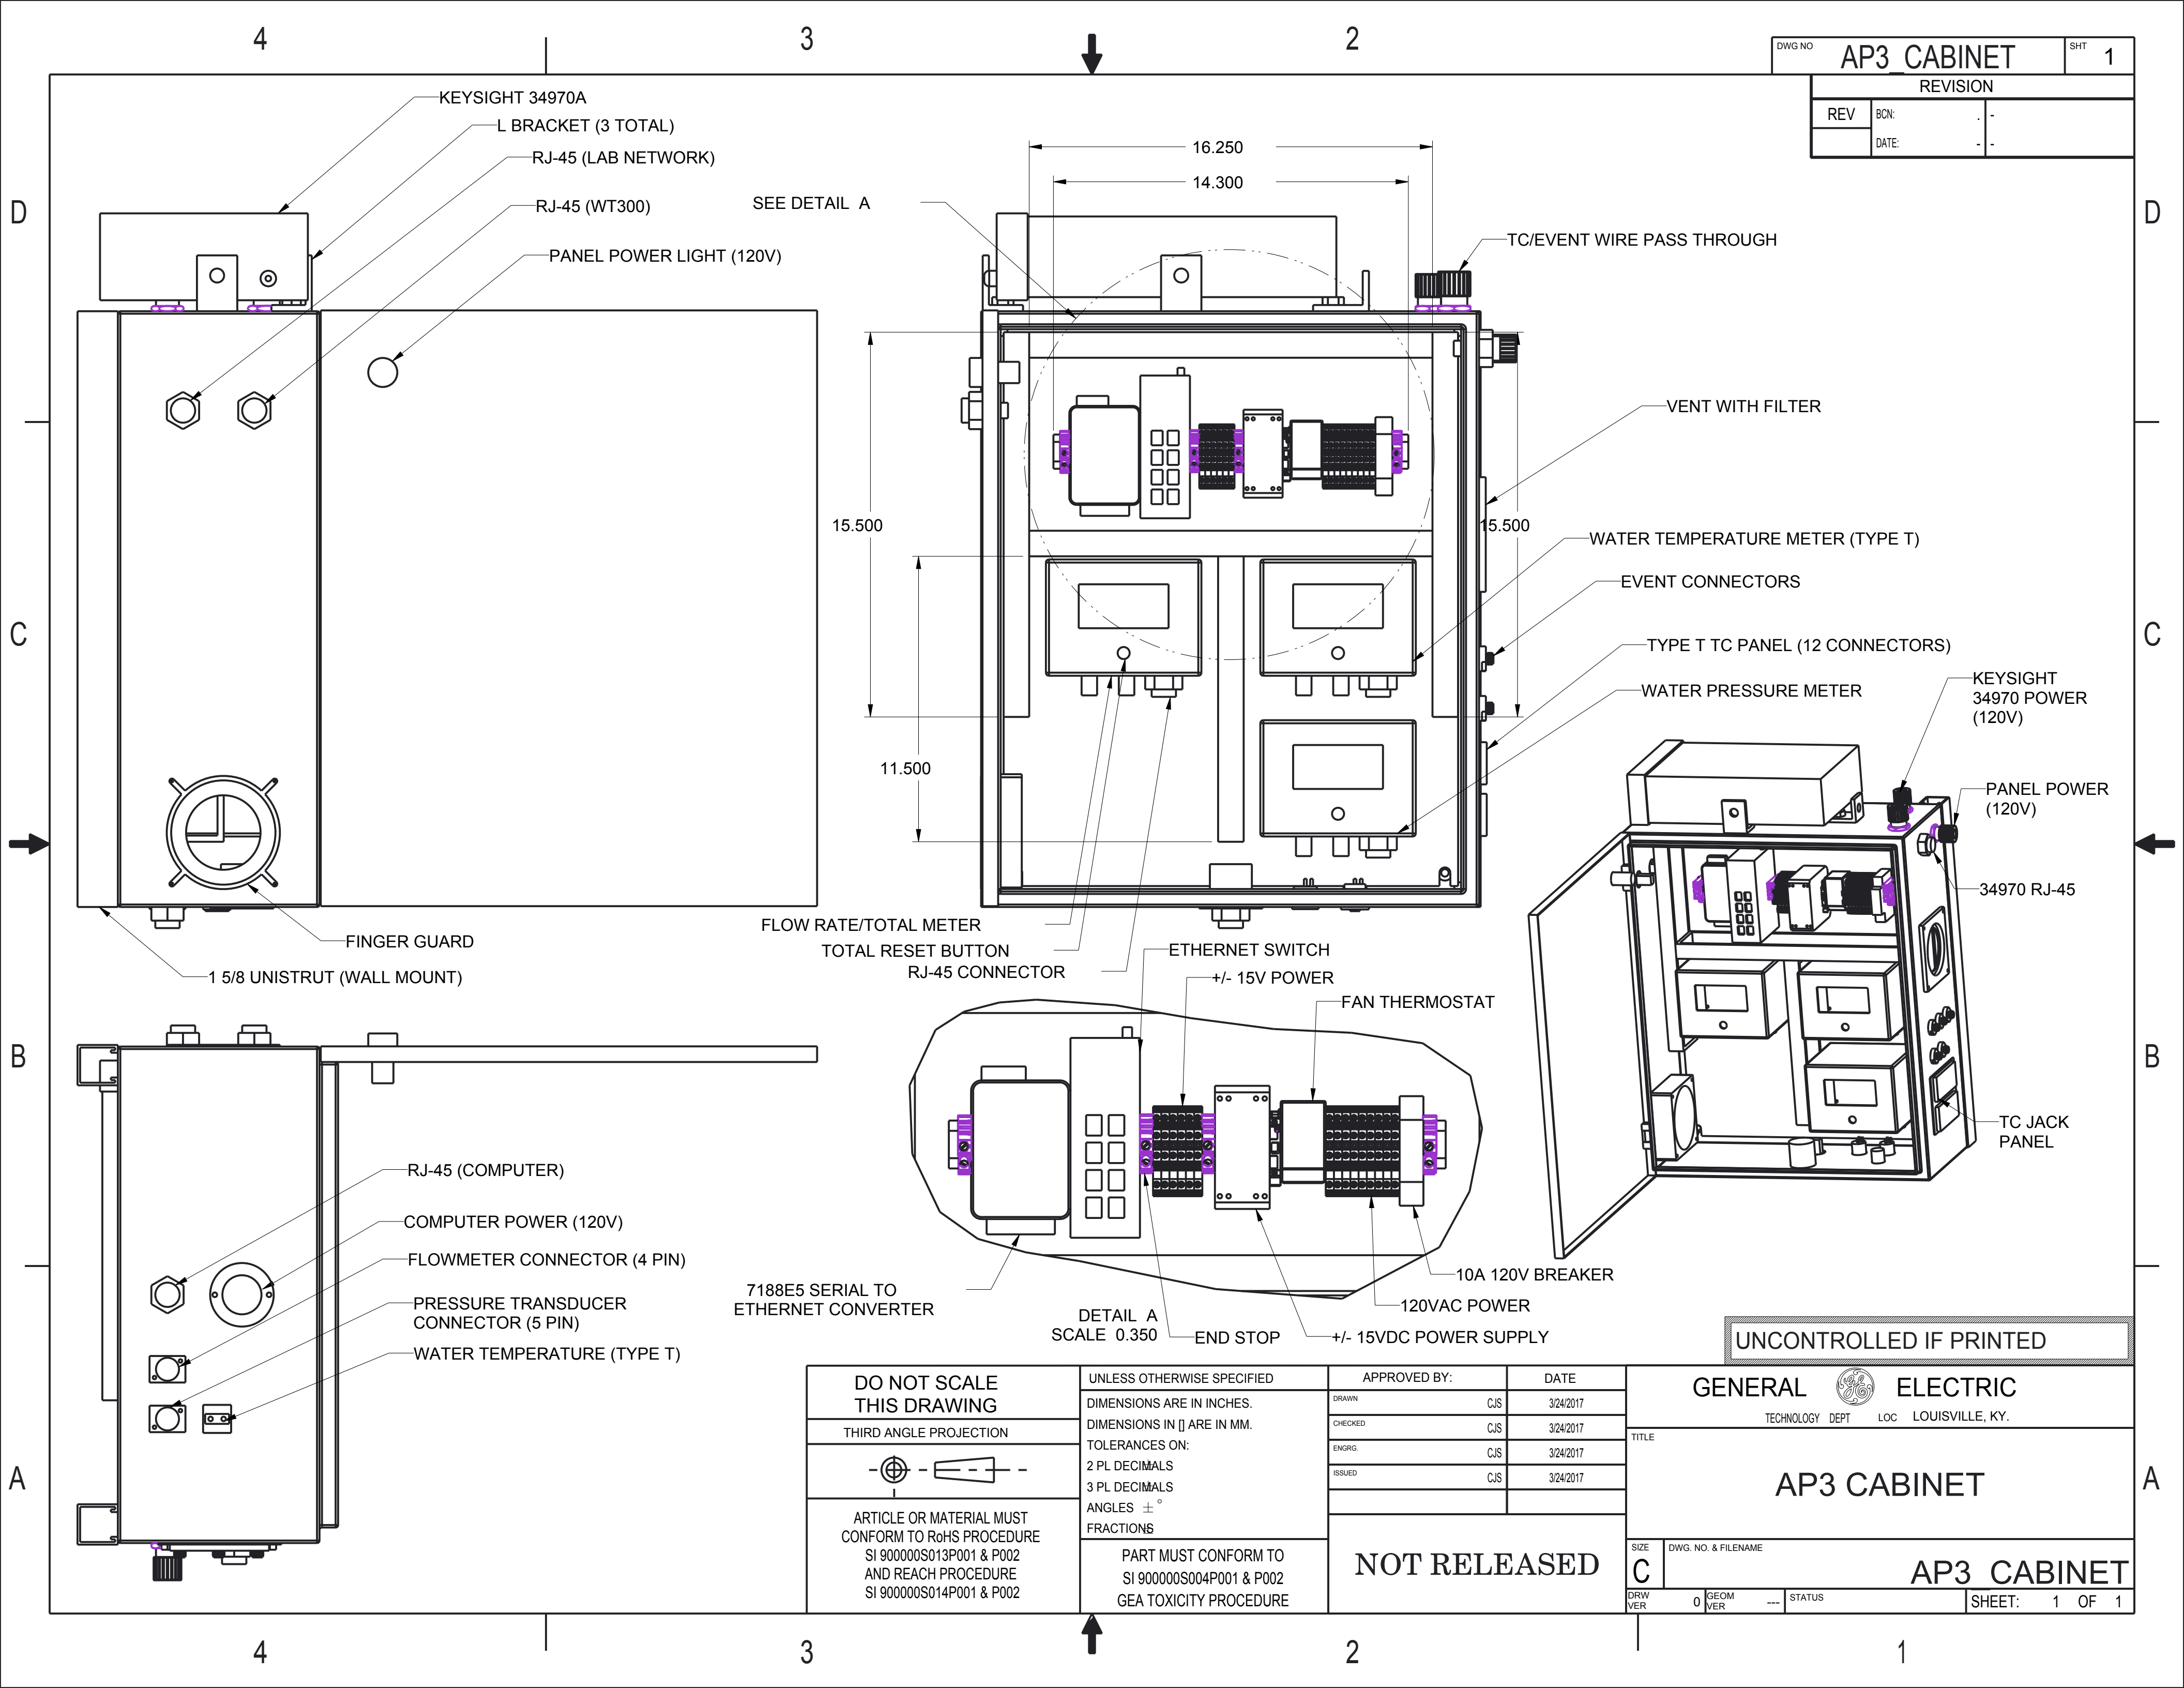 4
3
2
DWG NO
AP3_CABINET
SHT
1
REVISION
REV
BCN:
.
-
DATE:
-
-
KEYSIGHT 34970A
L BRACKET (3 TOTAL)
RJ-45 (LAB NETWORK)
RJ-45 (WT300)
PANEL POWER LIGHT (120V)
SEE DETAIL A
16.250
14.300
TC/EVENT WIRE PASS THROUGH
D
D
VENT WITH FILTER
15.500
15.500
WATER TEMPERATURE METER (TYPE T)
EVENT CONNECTORS
TYPE T TC PANEL (12 CONNECTORS)
WATER PRESSURE METER
C
C
KEYSIGHT
34970 POWER
(120V)
11.500
PANEL POWER
(120V)
34970 RJ-45
FLOW RATE/TOTAL METER
TOTAL RESET BUTTON
RJ-45 CONNECTOR
FINGER GUARD
1 5/8 UNISTRUT (WALL MOUNT)
ETHERNET SWITCH
+/- 15V POWER
FAN THERMOSTAT
B
B
TC JACK
PANEL
RJ-45 (COMPUTER)
COMPUTER POWER (120V)
FLOWMETER CONNECTOR (4 PIN)
PRESSURE TRANSDUCER
CONNECTOR (5 PIN)
WATER TEMPERATURE (TYPE T)
7188E5 SERIAL TO
ETHERNET CONVERTER
DETAIL A
SCALE 0.350
END STOP
10A 120V BREAKER
120VAC POWER
+/- 15VDC POWER SUPPLY
UNCONTROLLED IF PRINTED
A
A
DO NOT SCALE
THIS DRAWING
THIRD ANGLE PROJECTION
ARTICLE OR MATERIAL MUST
CONFORM TO RoHS PROCEDURE
SI 900000S013P001 & P002
AND REACH PROCEDURE
SI 900000S014P001 & P002
UNLESS OTHERWISE SPECIFIED
DIMENSIONS ARE IN INCHES.
DIMENSIONS IN [] ARE IN MM.
TOLERANCES ON:
2 PL DECIMALS ±
3 PL DECIMALS ±
ANGLES ± °
FRACTIONS ±
PART MUST CONFORM TO
SI 900000S004P001 & P002
GEA TOXICITY PROCEDURE
APPROVED BY:
DATE
DRAWN CJS 3/24/2017
CHECKED CJS 3/24/2017
ENGRG. CJS 3/24/2017
ISSUED CJS 3/24/2017
NOT RELEASED
GENERAL ELECTRIC
TECHNOLOGY DEPT LOC LOUISVILLE, KY.
TITLE
AP3 CABINET
SIZE
C
DWG. NO. & FILENAME
AP3_CABINET
DRW VER 0
GEOM VER ---
STATUS
SHEET: 1 OF 1
4
3
2
1